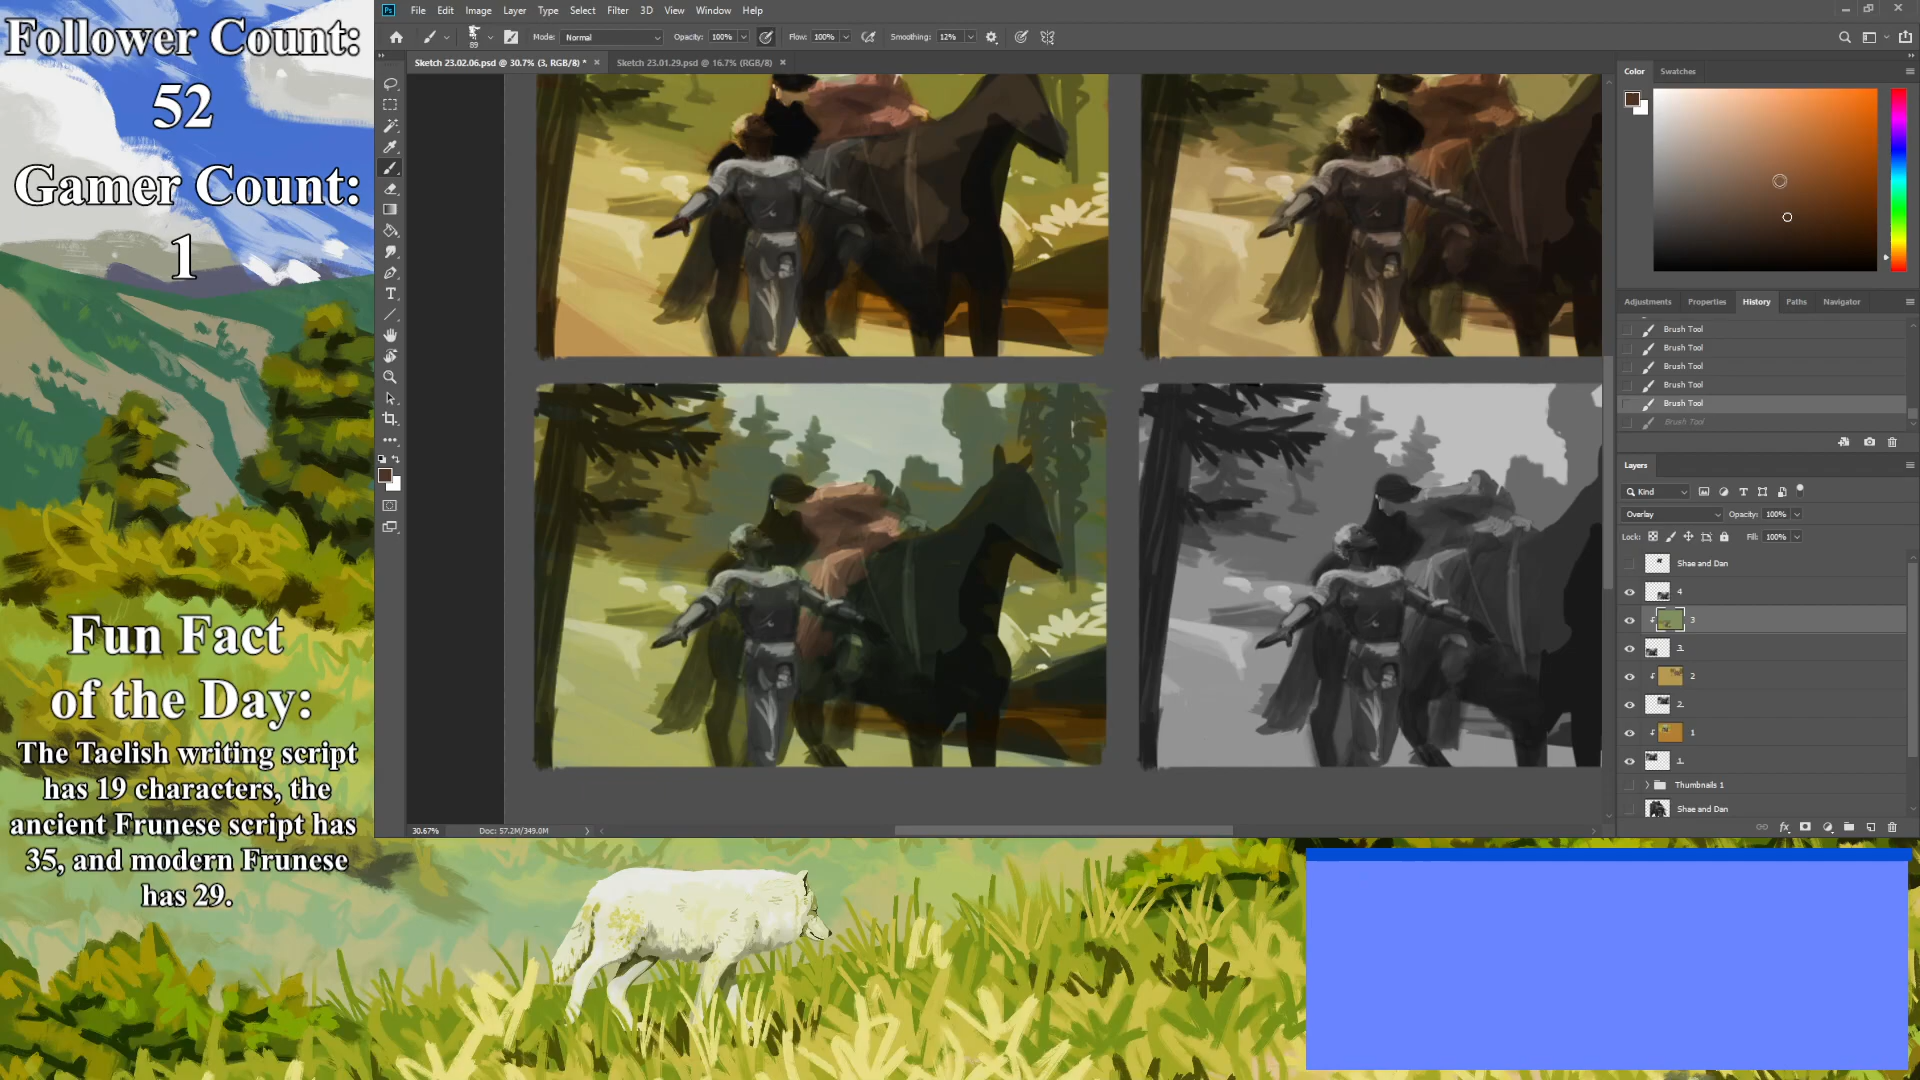 Follower Count:
52
Gamer Count:
1
Fun Fact
of the Day:
The Taelish writing script
has 19 characters, the
ancient Frunese script has
35, and modern Frunese
has 29.
Ps File Edit Image Layer Type Select Filter 3D View Window Help
89 Mode: Normal Opacity: 100% Flow: 100% Smoothing: 12%
Sketch 23.02.06.psd @ 30.7% (3, RGB/8) * × Sketch 23.01.29.psd @ 16.7% (RGB/8) ×
30.67% Doc: 57.2M/349.0M
Color Swatches
Adjustments Properties History Paths Navigator
Brush Tool
Brush Tool
Brush Tool
Brush Tool
Brush Tool
Brush Tool
Layers
Kind
Overlay Opacity: 100%
Lock: Fill: 100%
Shae and Dan
4
3
3
2
2
1
1
Thumbnails 1
Shae and Dan
fx